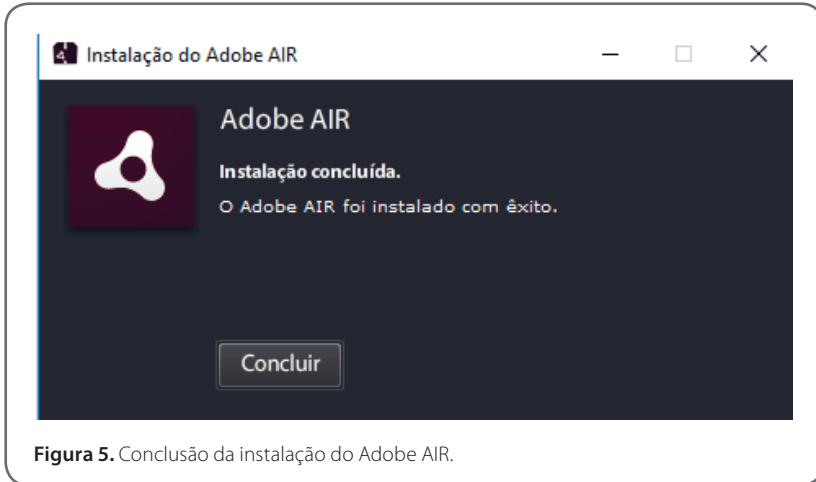 Instalação do Adobe AIR
Adobe AIR
Instalação concluída.
O Adobe AIR foi instalado com êxito.
Concluir
Figura 5. Conclusão da instalação do Adobe AIR.